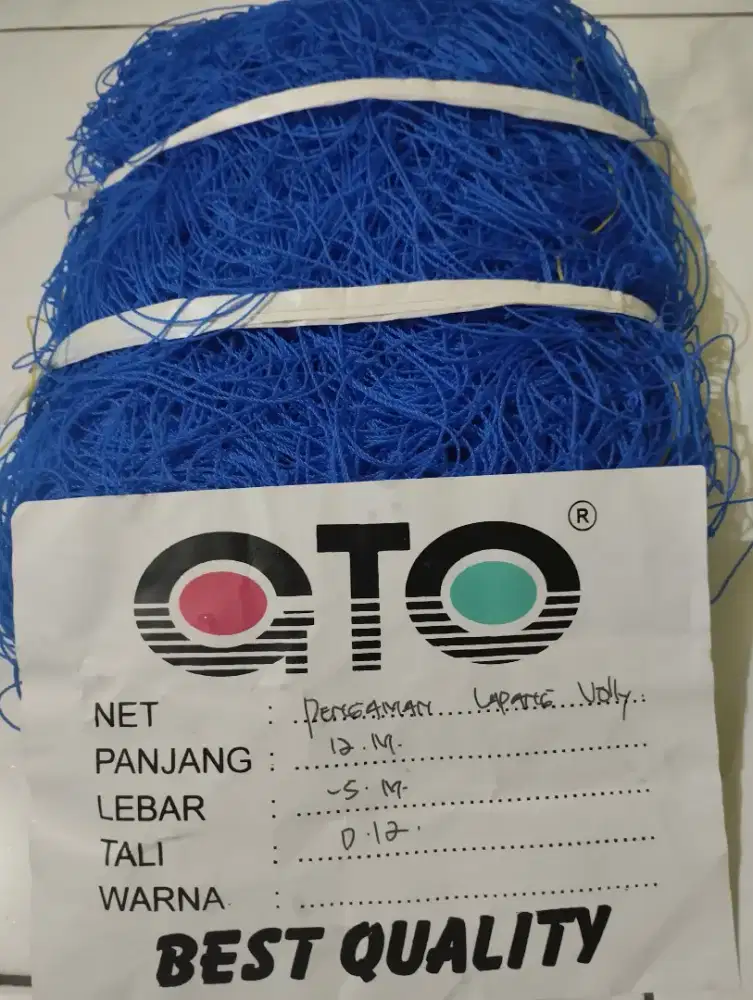 GTO ®
NET : PENGAMAN LAPANG Volly
PANJANG : 12 M.
LEBAR : -5 M-
TALI : D.12.
WARNA :
BEST QUALITY